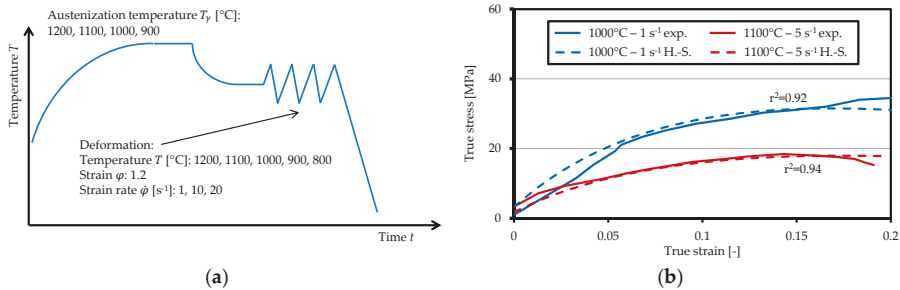 Austenization temperature Tγ [°C]:
1200, 1100, 1000, 900
Temperature T
Deformation:
Temperature T [°C]: 1200, 1100, 1000, 900, 800
Strain φ: 1.2
Strain rate φ̇ [s⁻¹]: 1, 10, 20
Time t
(a)
1000°C – 1 s⁻¹ exp.
1100°C – 5 s⁻¹ exp.
1000°C – 1 s⁻¹ H.-S.
1100°C – 5 s⁻¹ H.-S.
True stress [MPa]
60
40
20
0
r²=0.92
r²=0.94
0
0.05
0.1
0.15
0.2
True strain [-]
(b)